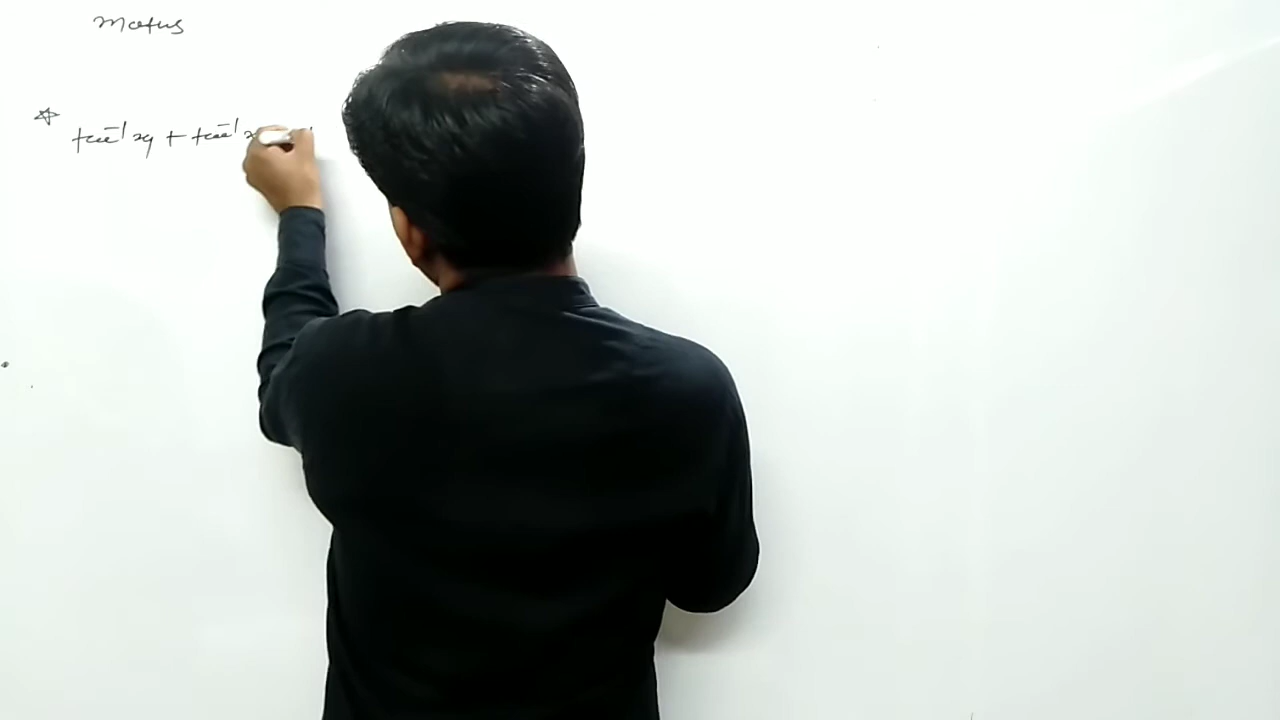 Maths
☆ tan⁻¹ xy + tan⁻¹ x